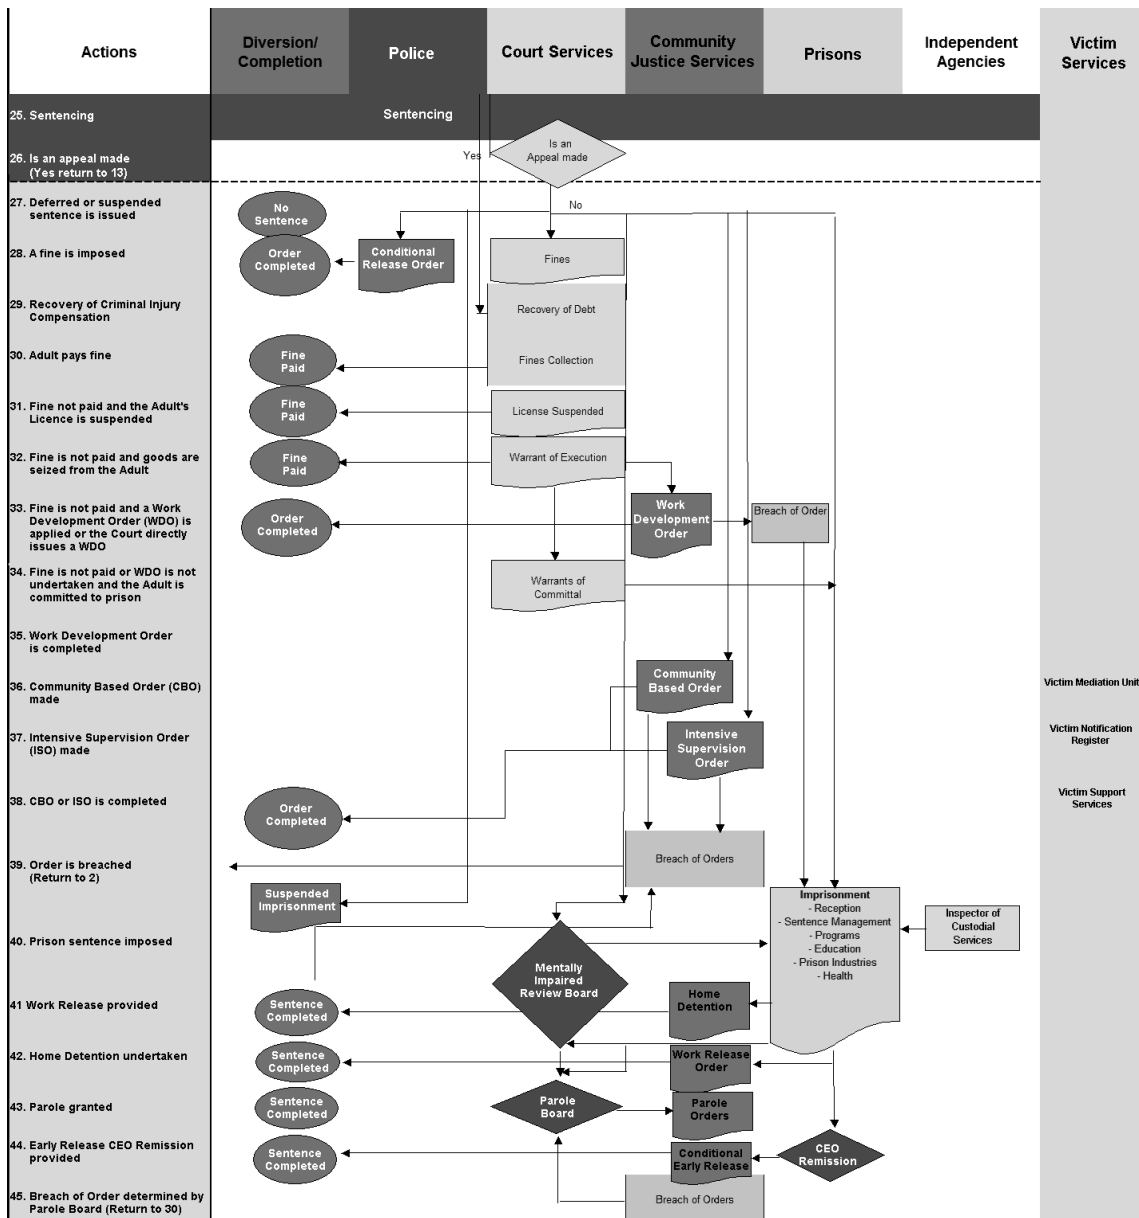 Actions
Diversion/
Completion
Police
Court Services
Community
Justice Services
Prisons
Independent
Agencies
Victim
Services
25. Sentencing
Sentencing
26. Is an appeal made
(Yes return to 13)
Yes
Is an
Appeal made
27. Deferred or suspended
sentence is issued
No
Sentence
No
28. A fine is imposed
Order
Completed
Conditional
Release Order
Fines
29. Recovery of Criminal Injury
Compensation
Recovery of Debt
30. Adult pays fine
Fine
Paid
Fines Collection
31. Fine not paid and the Adult's
Licence is suspended
Fine
Paid
License Suspended
32. Fine is not paid and goods are
seized from the Adult
Fine
Paid
Warrant of Execution
33. Fine is not paid and a Work
Development Order (WDO) is
applied or the Court directly
issues a WDO
Order
Completed
Work
Development
Order
Breach of Order
34. Fine is not paid or WDO is not
undertaken and the Adult is
committed to prison
Warrants of
Committal
35. Work Development Order
is completed
36. Community Based Order (CBO)
made
Community
Based Order
Victim Mediation Unit
37. Intensive Supervision Order
(ISO) made
Intensive
Supervision
Order
Victim Notification
Register
38. CBO or ISO is completed
Order
Completed
Victim Support
Services
39. Order is breached
(Return to 2)
Breach of Orders
Suspended
Imprisonment
Imprisonment
- Reception
- Sentence Management
- Programs
- Education
- Prison Industries
- Health
Inspector of
Custodial
Services
40. Prison sentence imposed
Mentally
Impaired
Review Board
41 Work Release provided
Sentence
Completed
Home
Detention
42. Home Detention undertaken
Sentence
Completed
Work Release
Order
43. Parole granted
Sentence
Completed
Parole
Board
Parole
Orders
44. Early Release CEO Remission
provided
Sentence
Completed
Conditional
Early Release
CEO
Remission
45. Breach of Order determined by
Parole Board (Return to 30)
Breach of Orders